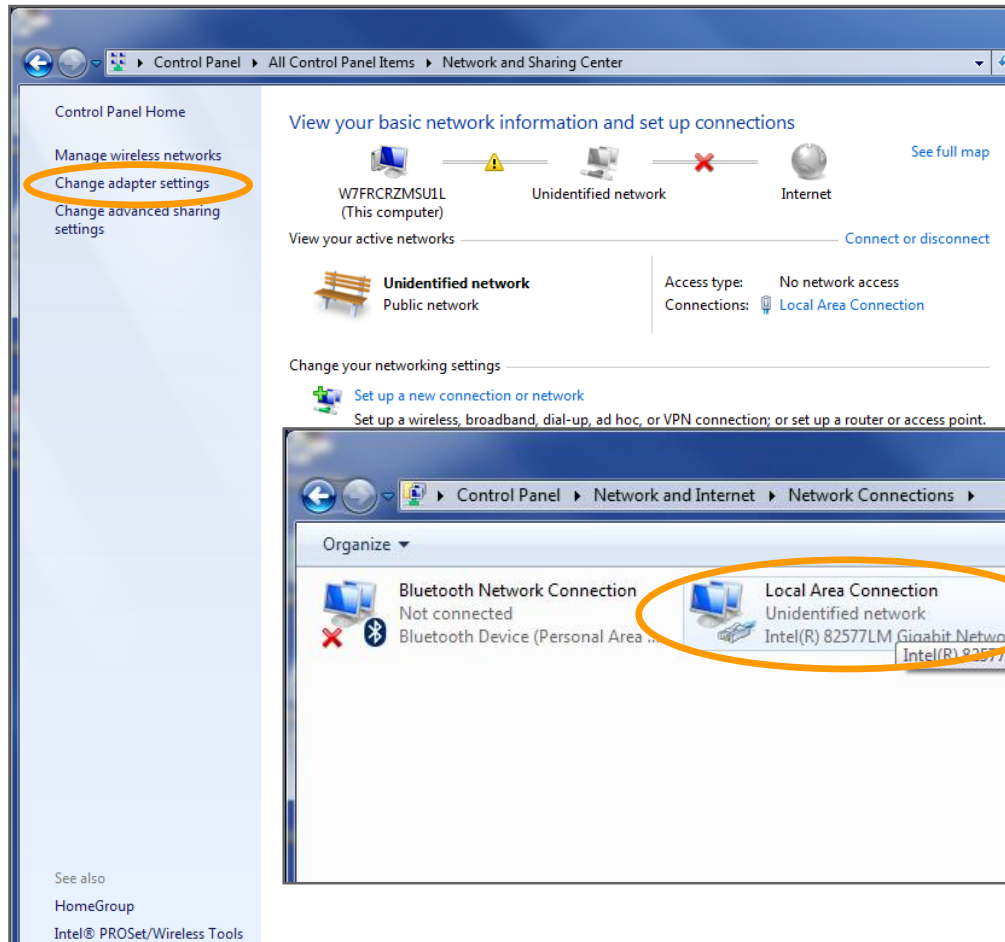 Control Panel All Control Panel Items Network and Sharing Center
Control Panel Home
Manage wireless networks
Change adapter settings
Change advanced sharing
settings
See also
HomeGroup
Intel® PROSet/Wireless Tools
View your basic network information and set up connections
See full map
W7FRCRZMSU1L Unidentified network Internet
(This computer)
View your active networks Connect or disconnect
Unidentified network Access type: No network access
Public network Connections: Local Area Connection
Change your networking settings
Set up a new connection or network
Set up a wireless, broadband, dial-up, ad hoc, or VPN connection; or set up a router or access point.
Control Panel Network and Internet Network Connections
Organize
Bluetooth Network Connection
Not connected
Bluetooth Device (Personal Area ...
Local Area Connection
Unidentified network
Intel(R) 82577LM Gigabit Netwo
Intel(R) 82577